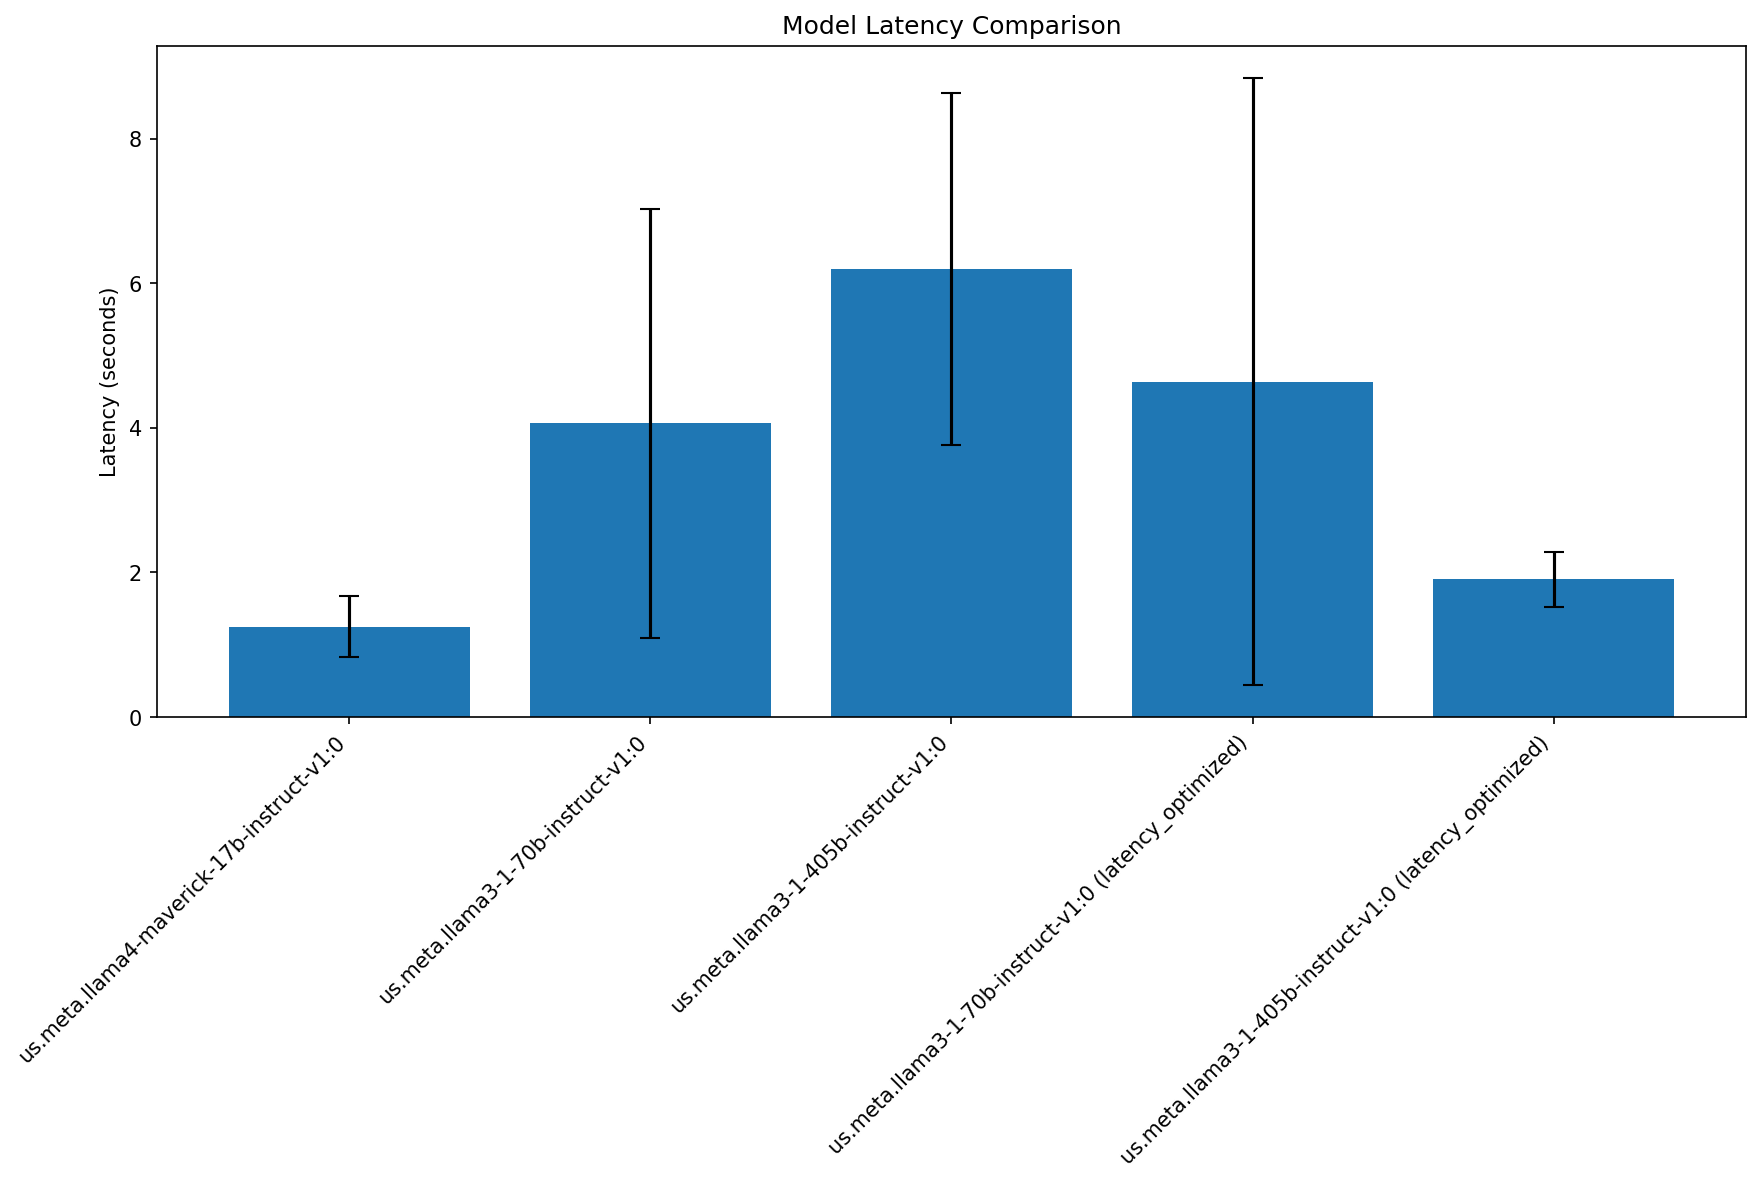 Model Latency Comparison
Latency (seconds)
8
6
4
2
0
us.meta.llama4-maverick-17b-instruct-v1:0
us.meta.llama3-1-70b-instruct-v1:0
us.meta.llama3-1-405b-instruct-v1:0
us.meta.llama3-1-70b-instruct-v1:0 (latency_optimized)
us.meta.llama3-1-405b-instruct-v1:0 (latency_optimized)